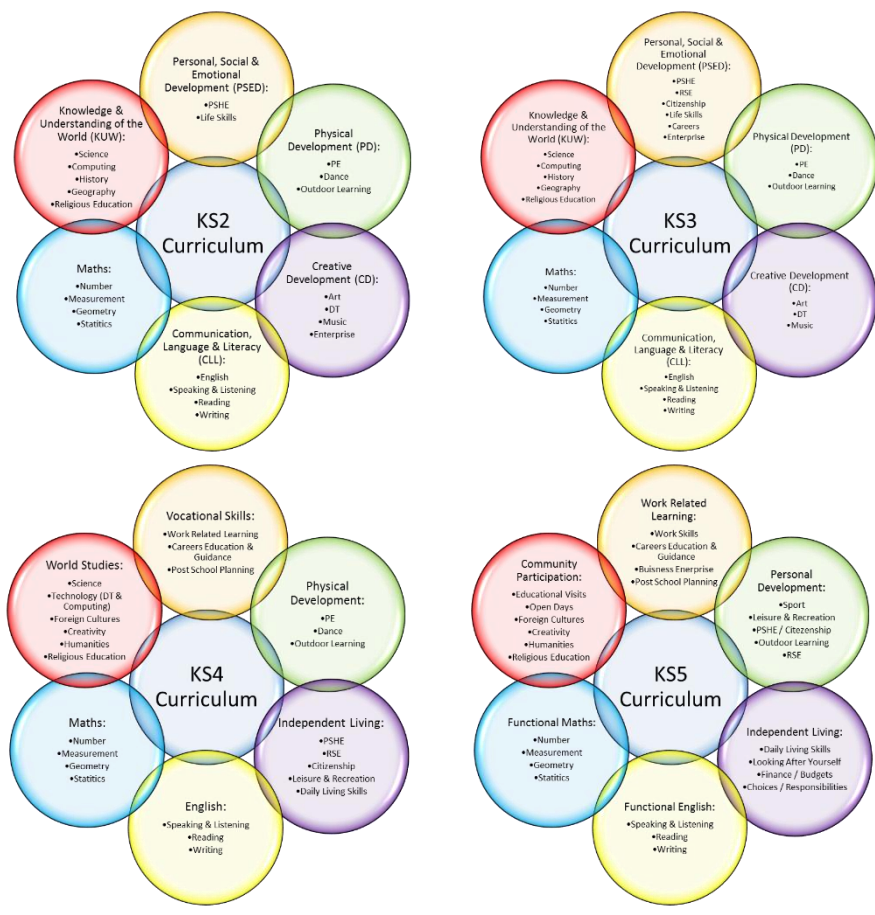 Personal, Social &
Emotional
Development (PSED):
•PSHE
•Life Skills
Knowledge &
Understanding of the
World (KUW):
•Science
•Computing
•History
•Geography
•Religious Education
Physical
Development (PD):
•PE
•Dance
•Outdoor Learning
KS2
Curriculum
Maths:
•Number
•Measurement
•Geometry
•Statitics
Creative
Development (CD):
•Art
•DT
•Music
•Enterprise
Communication,
Language & Literacy
(CLL):
•English
•Speaking & Listening
•Reading
•Writing
Personal, Social &
Emotional
Development (PSED):
•PSHE
•RSE
•Citizenship
•Life Skills
•Careers
•Enterprise
Knowledge &
Understanding of the
World (KUW):
•Science
•Computing
•History
•Geography
•Religious Education
Physical Development
(PD):
•PE
•Dance
•Outdoor Learning
KS3
Curriculum
Maths:
•Number
•Measurement
•Geometry
•Statitics
Creative Development
(CD):
•Art
•DT
•Music
Communication,
Language & Literacy
(CLL):
•English
•Speaking & Listening
•Reading
•Writing
Vocational Skills:
•Work Related Learning
•Careers Education &
Guidance
•Post School Planning
World Studies:
•Science
•Technology (DT &
Computing)
•Foreign Cultures
•Creativity
•Humanities
•Religious Education
Physical
Development:
•PE
•Dance
•Outdoor Learning
KS4
Curriculum
Maths:
•Number
•Measurement
•Geometry
•Statitics
Independent Living:
•PSHE
•RSE
•Citizenship
•Leisure & Recreation
•Daily Living Skills
English:
•Speaking & Listening
•Reading
•Writing
Work Related
Learning:
•Work Skills
•Careers Education &
Guidance
•Buisness Enterprise
•Post School Planning
Community
Participation:
•Educational Visits
•Open Days
•Foreign Cultures
•Creativity
•Humanities
•Religious Education
Personal
Development:
•Sport
•Leisure & Recreation
•PSHE / Citezenship
•Outdoor Learning
•RSE
KS5
Curriculum
Functional Maths:
•Number
•Measurement
•Geometry
•Statitics
Independent Living:
•Daily Living Skills
•Looking After Yourself
•Finance / Budgets
•Choices / Responsibilities
Functional English:
•Speaking & Listening
•Reading
•Writing